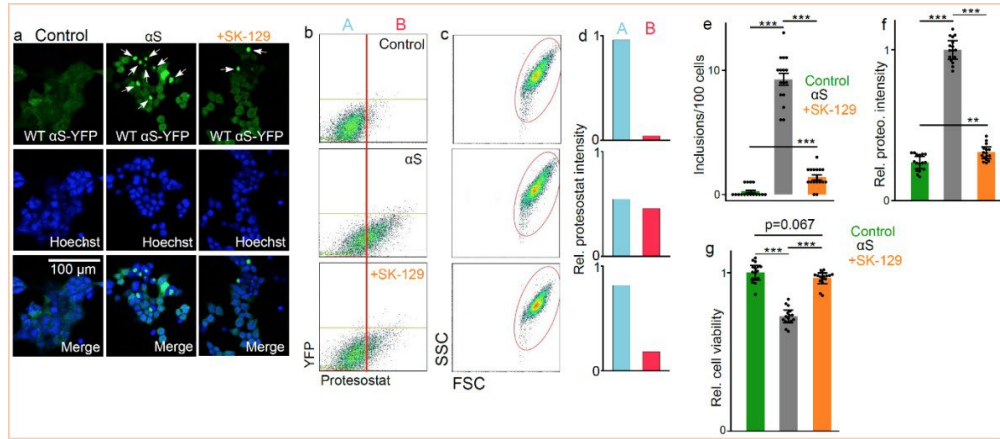 a
Control
αS
+SK-129
WT αS-YFP
WT αS-YFP
WT αS-YFP
Hoechst
Hoechst
Hoechst
100 µm
Merge
Merge
Merge
b
A
B
Control
αS
+SK-129
YFP
Protesostat
c
SSC
FSC
d
A
B
Rel. protesostat intensity
1
0
1
0
1
0
e
Inclusions/100 cells
10
0
***
***
***
Control
αS
+SK-129
f
Rel. proteo. intensity
1
0
***
***
**
g
Rel. cell viability
1
0
p=0.067
***
***
Control
αS
+SK-129